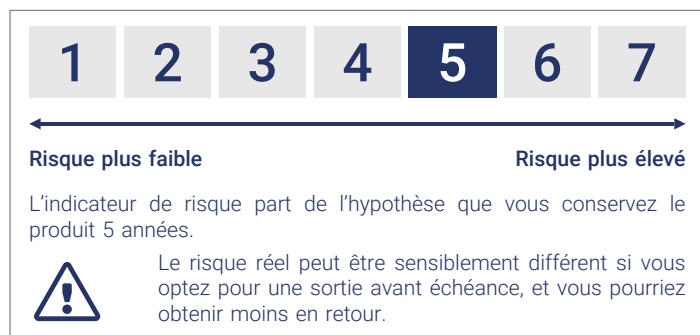 1 2 3 4 5 6 7
Risque plus faible Risque plus élevé
L'indicateur de risque part de l'hypothèse que vous conservez le
produit 5 années.
Le risque réel peut être sensiblement différent si vous
optez pour une sortie avant échéance, et vous pourriez
obtenir moins en retour.